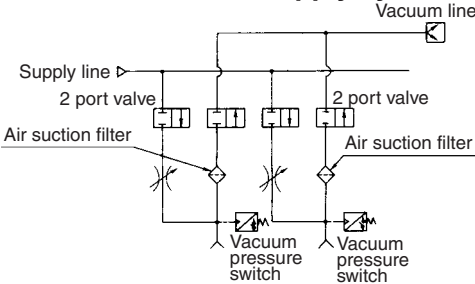 Vacuum line
Supply line
2 port valve
2 port valve
Air suction filter
Air suction filter
Vacuum
pressure
switch
Vacuum
pressure
switch